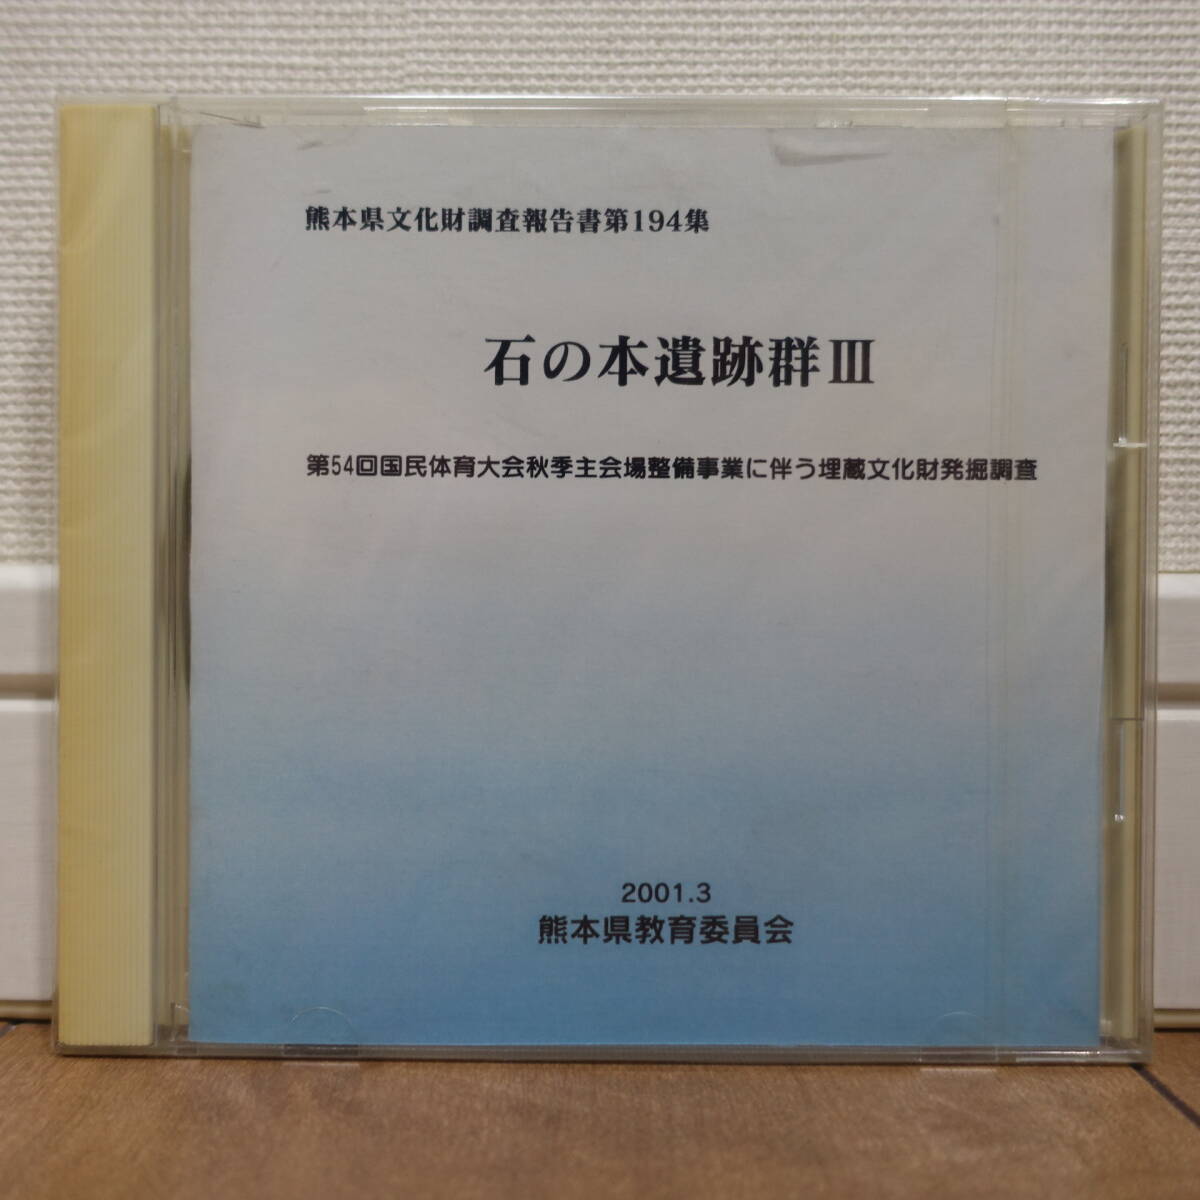 熊本県文化財調査報告書第194集
石の本遺跡群Ⅲ
第54回国民体育大会秋季主会場整備事業に伴う埋蔵文化財発掘調査
2001.3
熊本県教育委員会